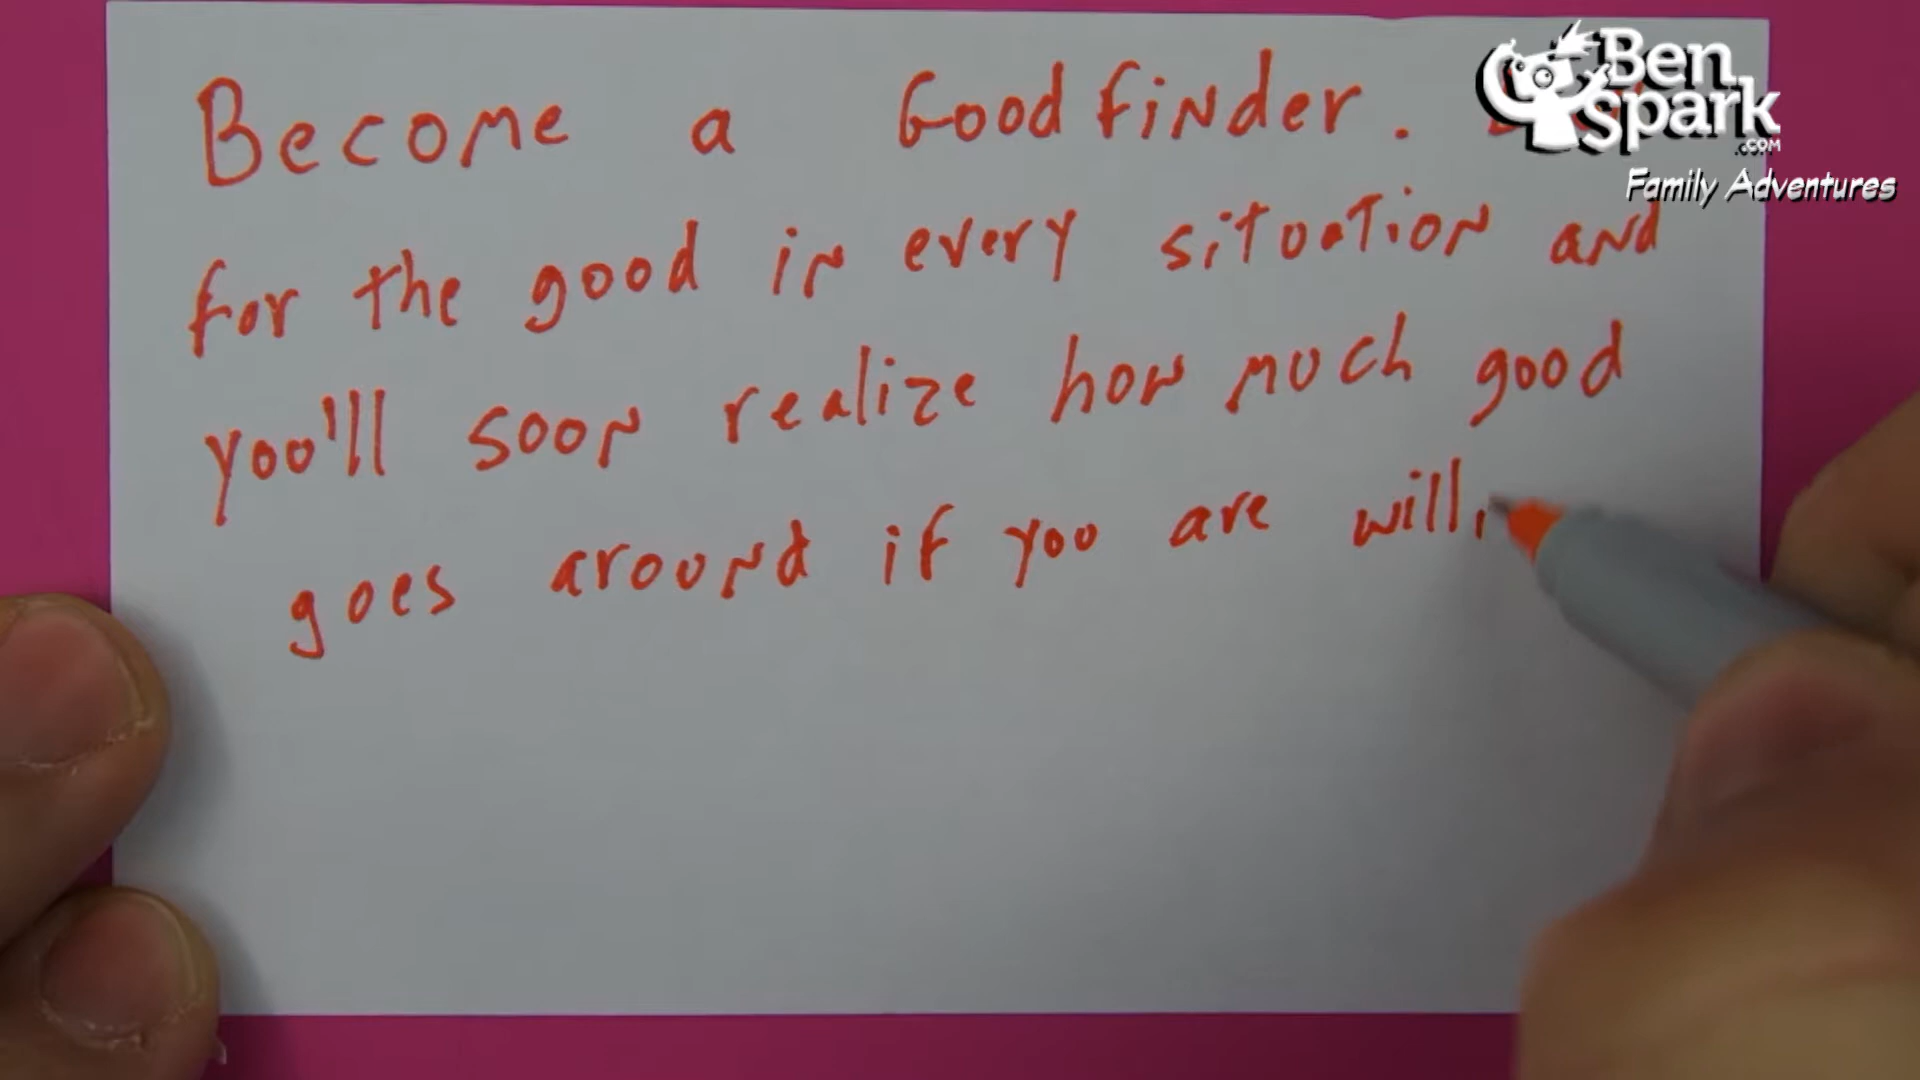 Become a Goodfinder.
for the good in every situation and
you'll soon realize how much good
goes around if you are willi
Ben
Spark
.com
Family Adventures